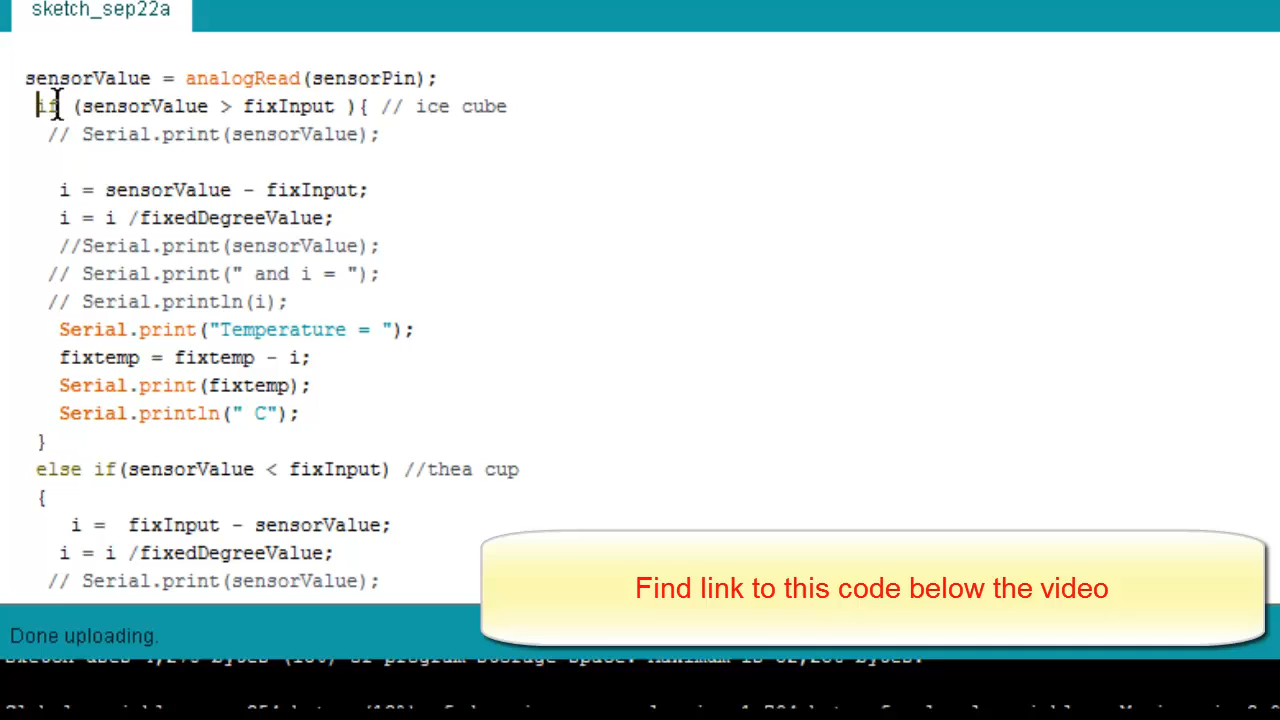 sketch_sep22a
sensorValue = analogRead(sensorPin);
if (sensorValue > fixInput ){ // ice cube
// Serial.print(sensorValue);
i = sensorValue - fixInput;
i = i /fixedDegreeValue;
//Serial.print(sensorValue);
// Serial.print(" and i = ");
// Serial.println(i);
Serial.print("Temperature = ");
fixtemp = fixtemp - i;
Serial.print(fixtemp);
Serial.println(" C");
}
else if(sensorValue < fixInput) //thea cup
{
i =  fixInput - sensorValue;
i = i /fixedDegreeValue;
// Serial.print(sensorValue);
Find link to this code below the video
Done uploading.